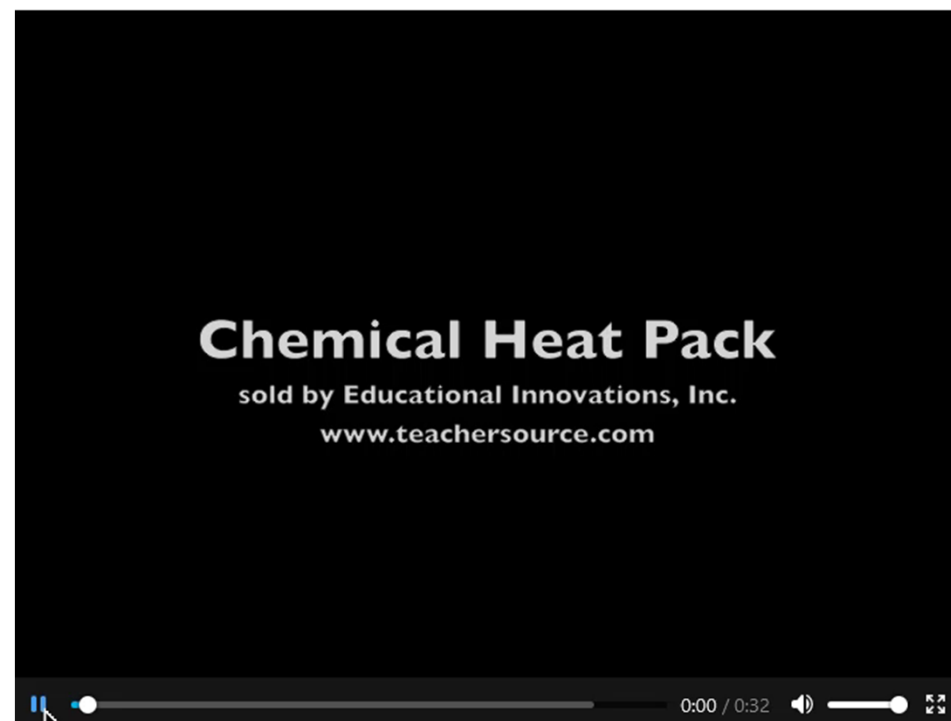 Chemical Heat Pack
sold by Educational Innovations, Inc.
www.teachersource.com
0:00 / 0:32